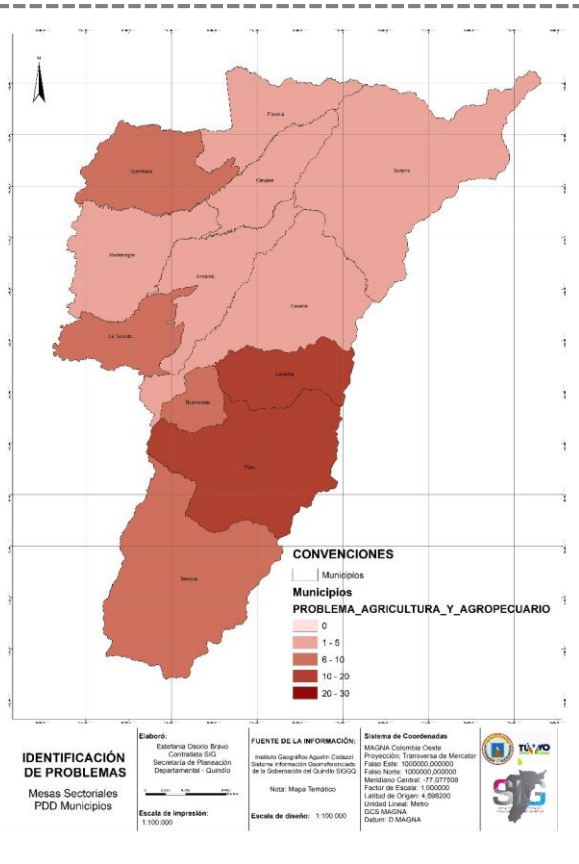 N
Filandia
Quimbaya
Circasia
Salento
Montenegro
Armenia
Calarcá
La Tebaida
Córdoba
Buenavista
Pijao
Génova
CONVENCIONES
Municipios
Municipios
PROBLEMA_AGRICULTURA_Y_AGROPECUARIO
0
1 - 5
6 - 10
10 - 20
20 - 30
IDENTIFICACIÓN
DE PROBLEMAS
Mesas Sectoriales
PDD Municipios
Elaboró:
Estefanía Osorio Bravo
Contratista SIG
Secretaría de Planeación
Departamental - Quindío
Escala de impresión:
1:100.000
FUENTE DE LA INFORMACIÓN:
Instituto Geográfico Agustín Codazzi
Sistema Información Georreferenciado
de la Gobernación del Quindío SIGGQ
Nota: Mapa Temático
Escala de diseño: 1:100.000
Sistema de Coordenadas
MAGNA Colombia Oeste
Proyección: Transversa de Mercator
Falso Este: 1000000,000000
Falso Norte: 1000000,000000
Meridiano Central: -77,077508
Factor de Escala: 1,000000
Latitud de Origen: 4,596200
Unidad Lineal: Metro
GCS MAGNA
Datum: D MAGNA
SIG